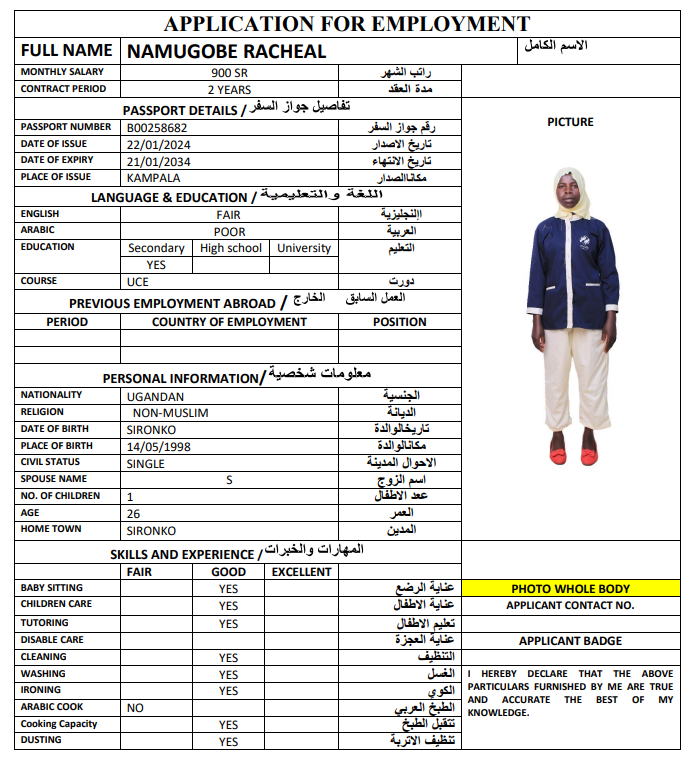 APPLICATION FOR EMPLOYMENT
FULL NAME NAMUGOBE RACHEAL الاسم الكامل
MONTHLY SALARY 900 SR راتب الشهر
CONTRACT PERIOD 2 YEARS مدة العقد
PASSPORT DETAILS / تفاصيل جواز السفر
PICTURE
PASSPORT NUMBER B00258682 رقم جواز السفر
DATE OF ISSUE 22/01/2024 تاريخ الاصدار
DATE OF EXPIRY 21/01/2034 تاريخ الانتهاء
PLACE OF ISSUE KAMPALA مكاناالصدار
LANGUAGE & EDUCATION / اللغة والتعليمية
ENGLISH FAIR اإلنجليزية
ARABIC POOR العربية
EDUCATION Secondary High school University التعليم
YES
COURSE UCE دورت
PREVIOUS EMPLOYMENT ABROAD / العمل السابق الخارج
PERIOD COUNTRY OF EMPLOYMENT POSITION
PERSONAL INFORMATION/ معلومات شخصية
NATIONALITY UGANDAN الجنسية
RELIGION NON-MUSLIM الديانة
DATE OF BIRTH SIRONKO تاريخالوالدة
PLACE OF BIRTH 14/05/1998 مكانالوالدة
CIVIL STATUS SINGLE الاحوال المدينة
SPOUSE NAME S اسم الزوج
NO. OF CHILDREN 1 عدد الاطفال
AGE 26 العمر
HOME TOWN SIRONKO المدين
SKILLS AND EXPERIENCE / المهارات والخبرات
FAIR GOOD EXCELLENT
BABY SITTING YES عناية الرضع
PHOTO WHOLE BODY
CHILDREN CARE YES عناية الاطفال
APPLICANT CONTACT NO.
TUTORING YES تعليم الاطفال
DISABLE CARE عناية العجزة
APPLICANT BADGE
CLEANING YES التنظيف
WASHING YES الغسل
IRONING YES الكوي
ARABIC COOK NO الطبخ العربي
Cooking Capacity YES تتقبل الطبخ
DUSTING YES تنظيف الاتربة
I HEREBY DECLARE THAT THE ABOVE
PARTICULARS FURNISHED BY ME ARE TRUE
AND ACCURATE THE BEST OF MY
KNOWLEDGE.